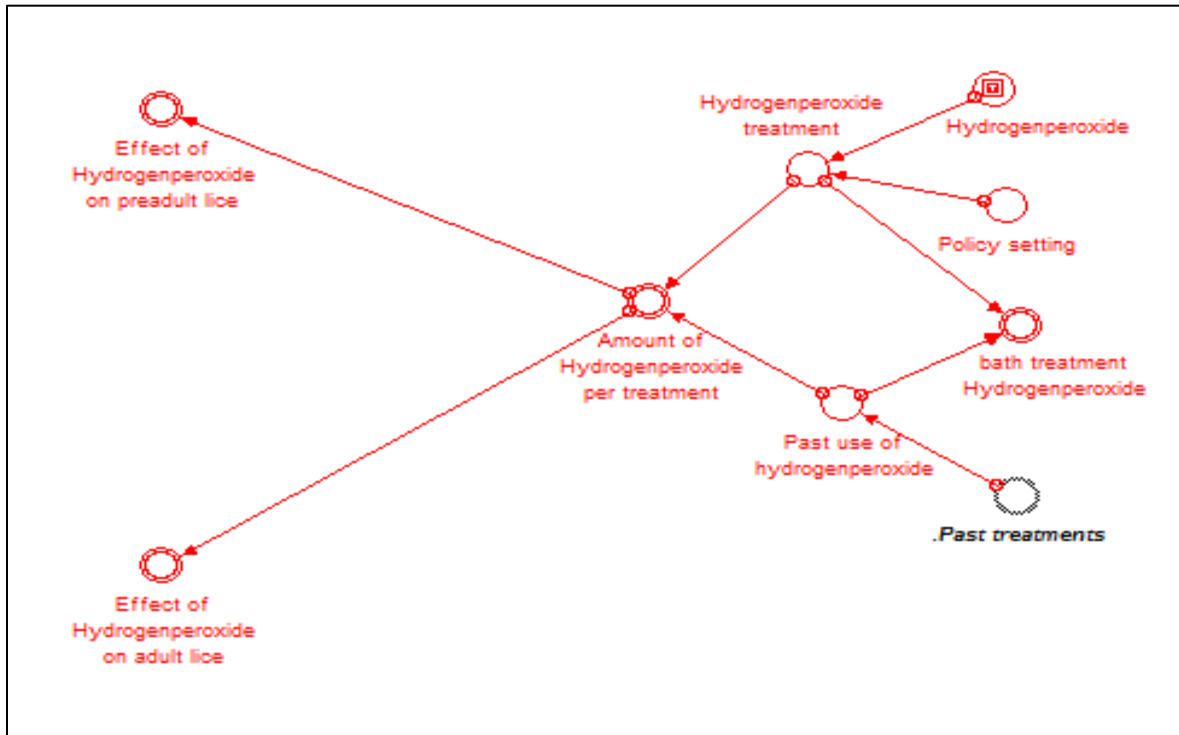 Effect of
Hydrogenperoxide
on preadult lice
Hydrogenperoxide
treatment
Hydrogenperoxide
Policy setting
Amount of
Hydrogenperoxide
per treatment
bath treatment
Hydrogenperoxide
Past use of
hydrogenperoxide
.Past treatments
Effect of
Hydrogenperoxide
on adult lice